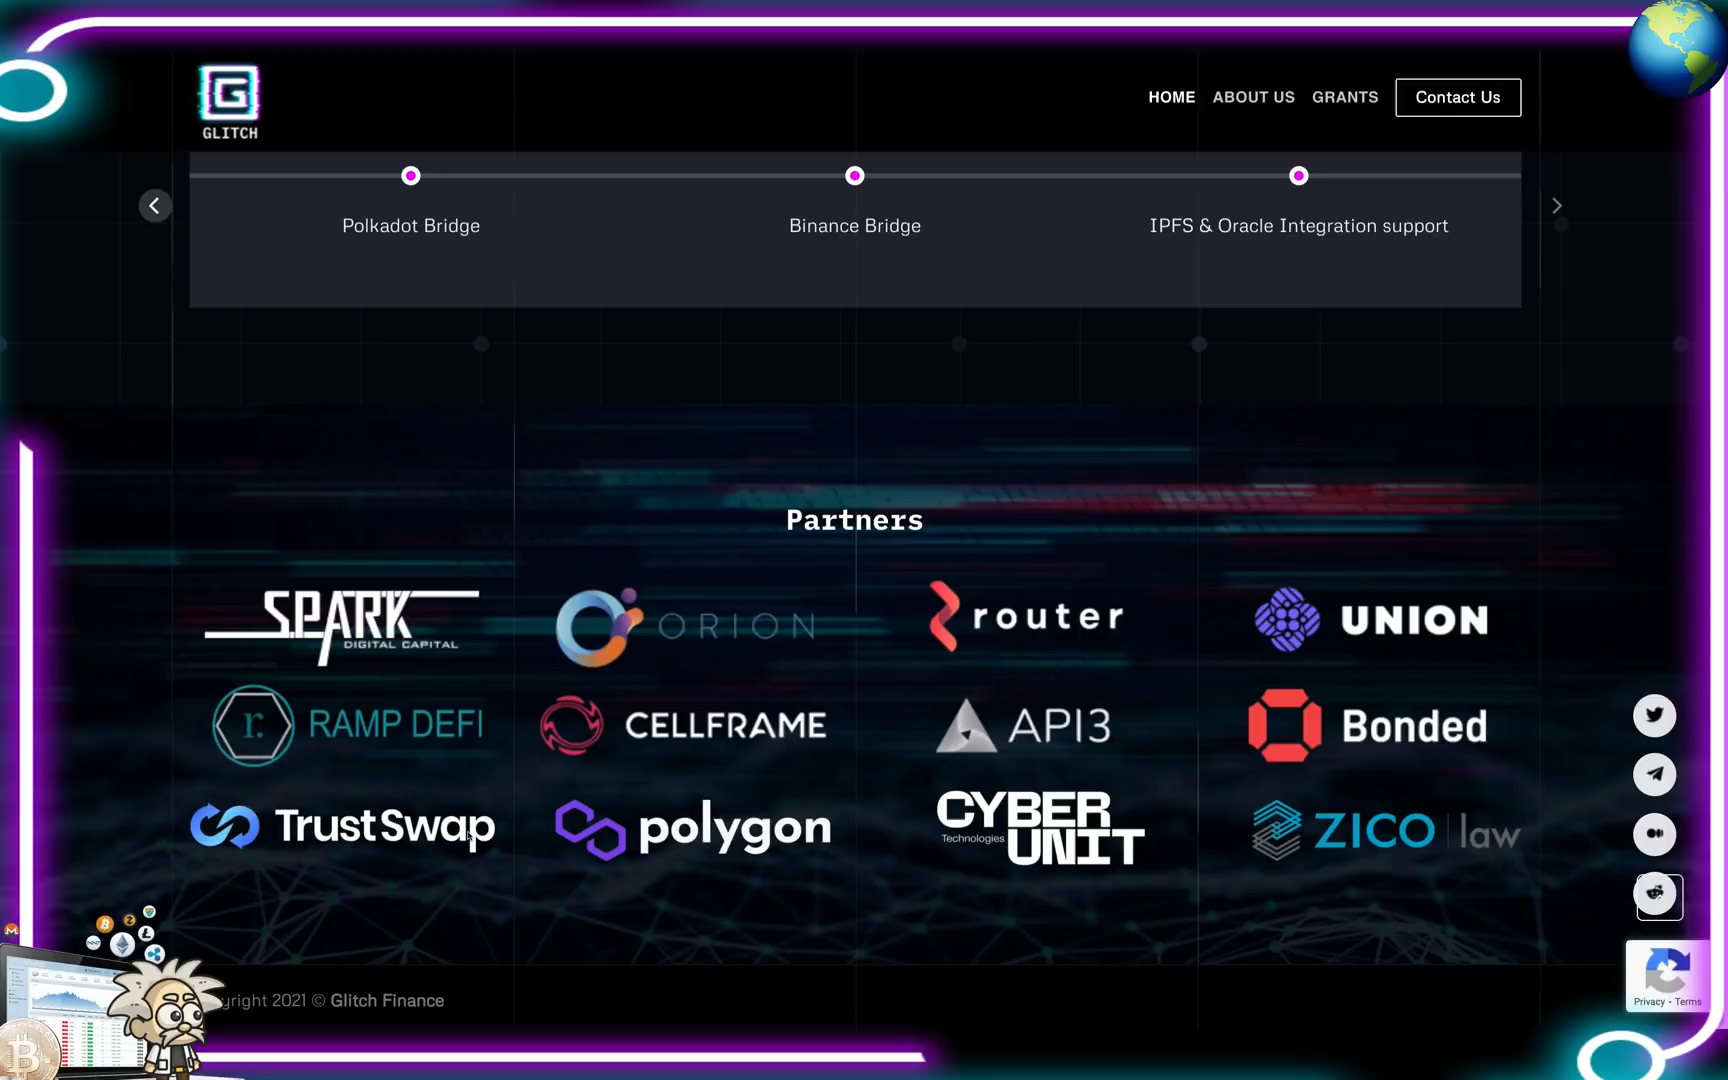 HOME ABOUT US GRANTS Contact Us
GLITCH
Polkadot Bridge Binance Bridge IPFS & Oracle Integration support
Partners
SPARK DIGITAL CAPITAL ORION router UNION
r. RAMP DEFI CELLFRAME API3 Bonded
TrustSwap polygon CYBER Technologies UNIT ZICO law
yright 2021 © Glitch Finance
Privacy - Terms